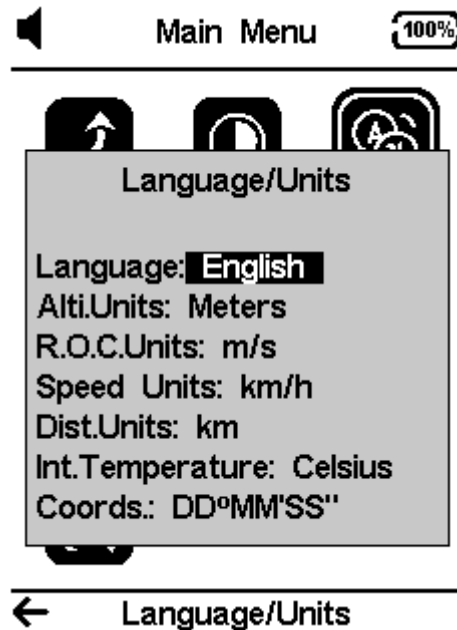 Main Menu 100%
A
Language/Units
Language: English
Alti.Units: Meters
R.O.C.Units: m/s
Speed Units: km/h
Dist.Units: km
Int.Temperature: Celsius
Coords.: DDºMM'SS"
Language/Units